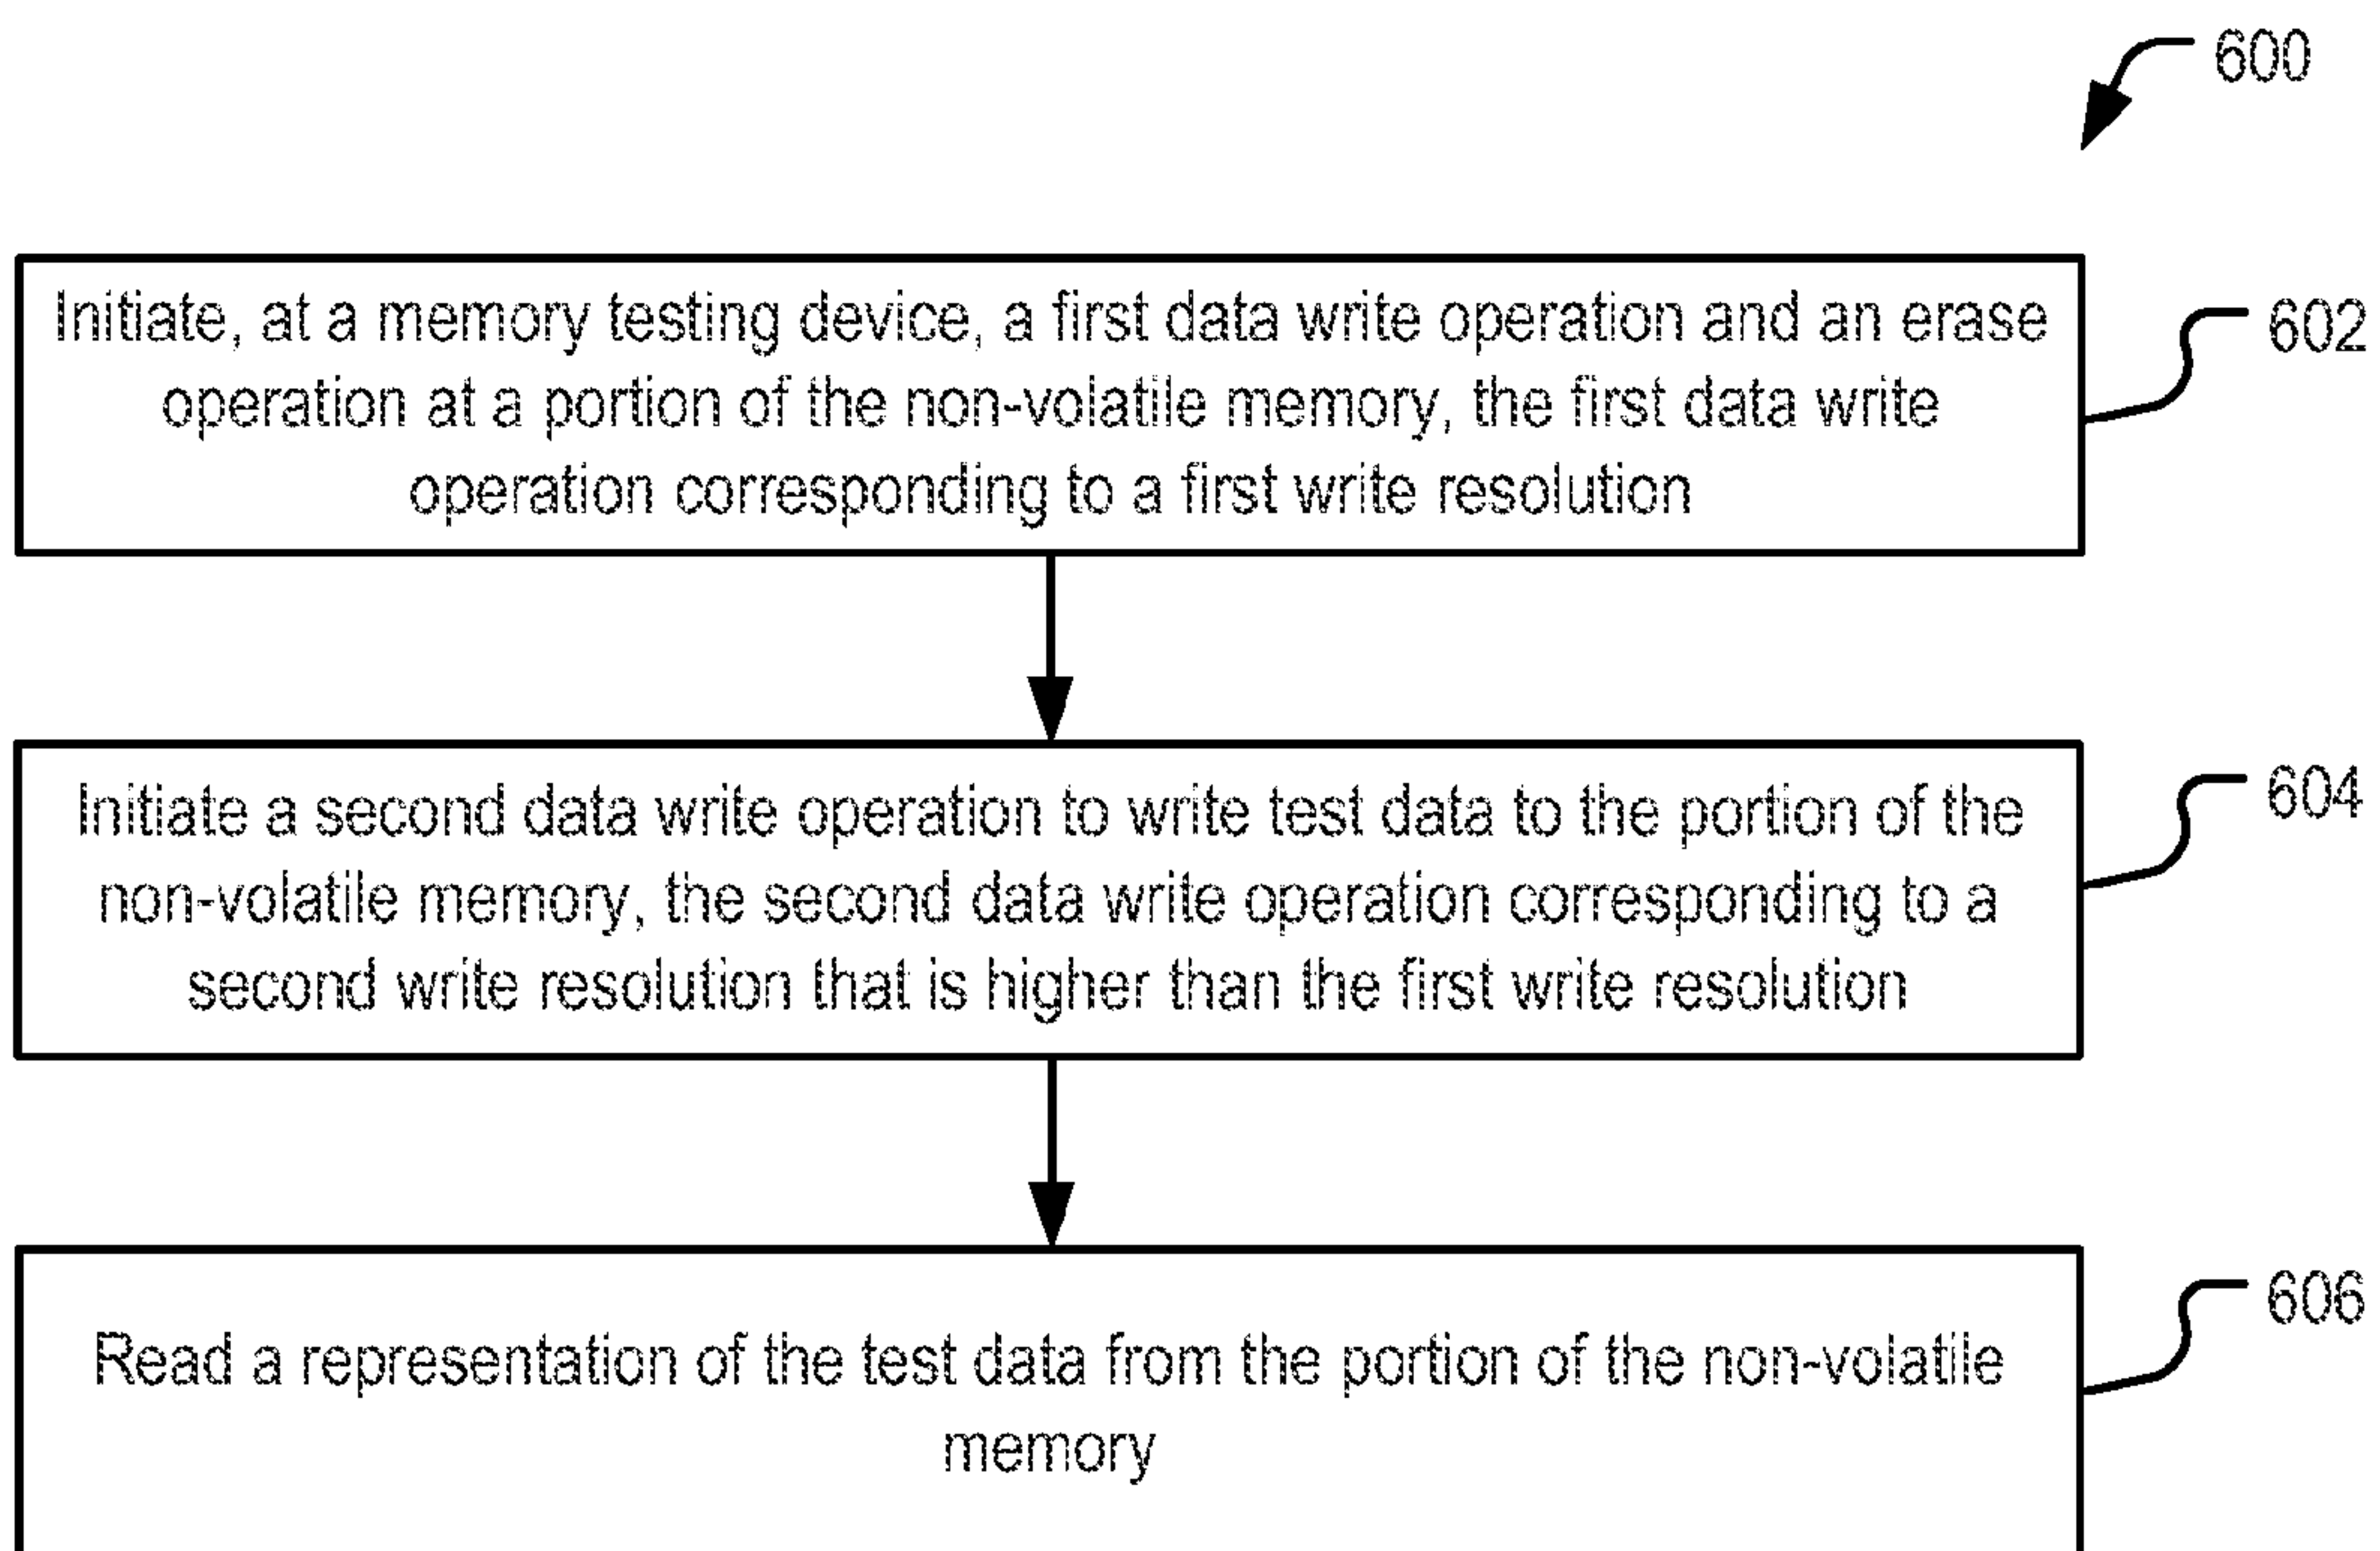 600
Initiate, at a memory testing device, a first data write operation and an erase
602
operation at a portion of the non-volatile memory, the first data write
operation corresponding to a first write resolution
Initiate a second data write operation to write test data to the portion of the
604
non-volatile memory, the second data write operation corresponding to a
second write resolution that is higher than the first write resolution
606
Read a representation of the test data from the portion of the non-volatile
memory